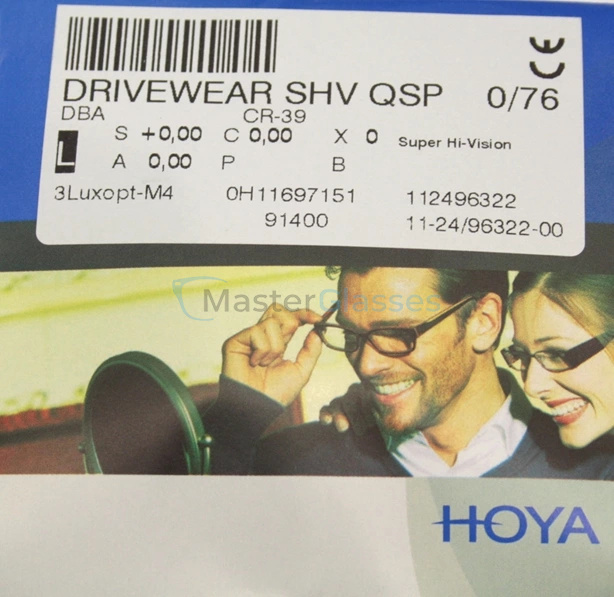 DRIVEWEAR SHV QSP 0/76
DBA CR-39
L S +0,00 C 0,00 X 0 Super Hi-Vision
A 0,00 P B
3Luxopt-M4 0H11697151 112496322
91400 11-24/96322-00
MasterGlasses
HOYA